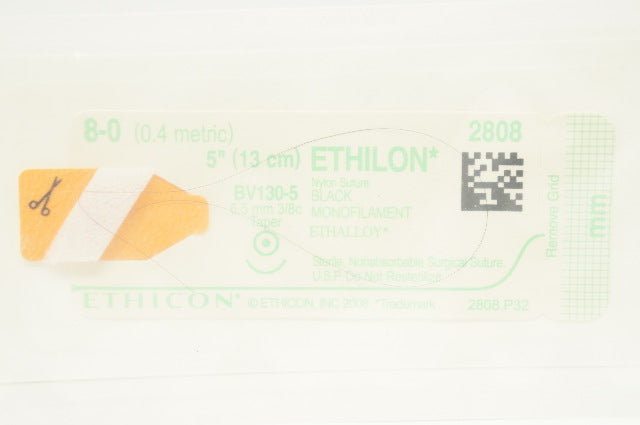 8-0 (0.4 metric) 2808
5" (13 cm) ETHILON*
Nylon Suture
BV130-5 BLACK
6.5 mm 3/8c MONOFILAMENT
Taper ETHALLOY*
Sterile, Nonabsorbable Surgical Suture,
U.S.P. Do Not Resterilize
ETHICON* © ETHICON, INC 2008 *Trademark 2808.P32
Remove Grid
mm